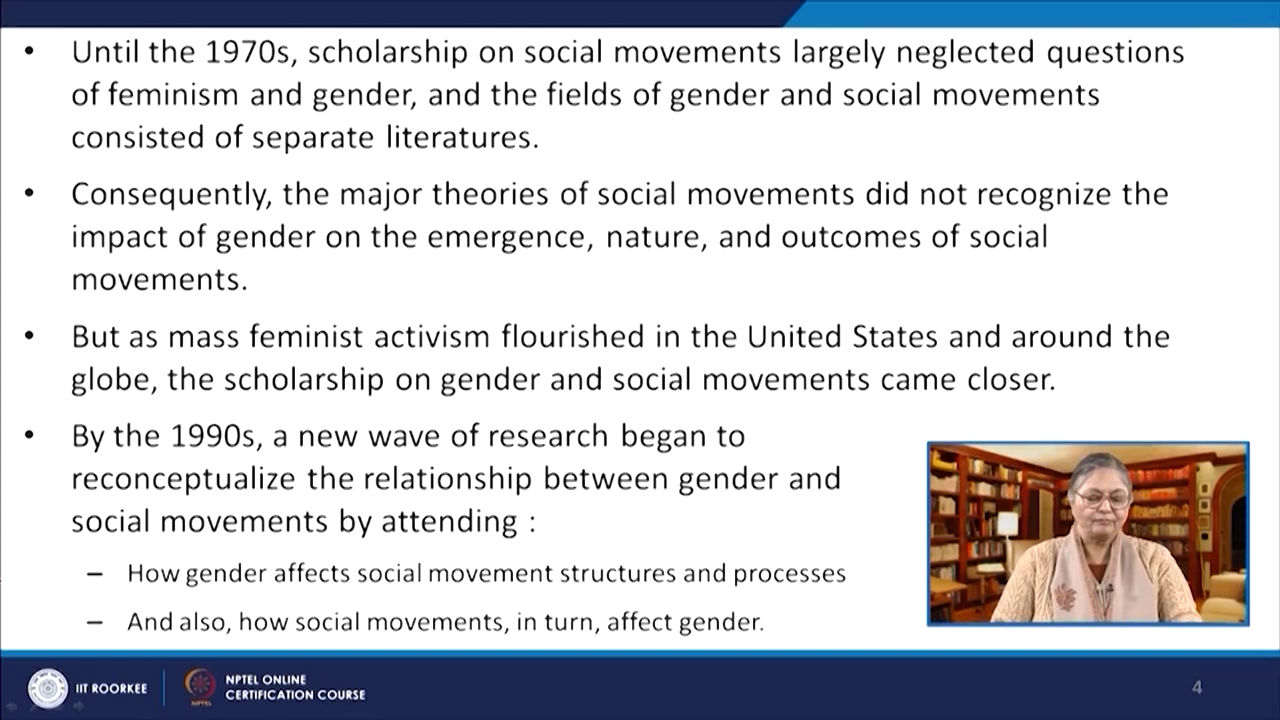 • Until the 1970s, scholarship on social movements largely neglected questions
of feminism and gender, and the fields of gender and social movements
consisted of separate literatures.
• Consequently, the major theories of social movements did not recognize the
impact of gender on the emergence, nature, and outcomes of social
movements.
• But as mass feminist activism flourished in the United States and around the
globe, the scholarship on gender and social movements came closer.
• By the 1990s, a new wave of research began to
reconceptualize the relationship between gender and
social movements by attending :
– How gender affects social movement structures and processes
– And also, how social movements, in turn, affect gender.
IIT ROORKEE
NPTEL
NPTEL ONLINE
CERTIFICATION COURSE
4